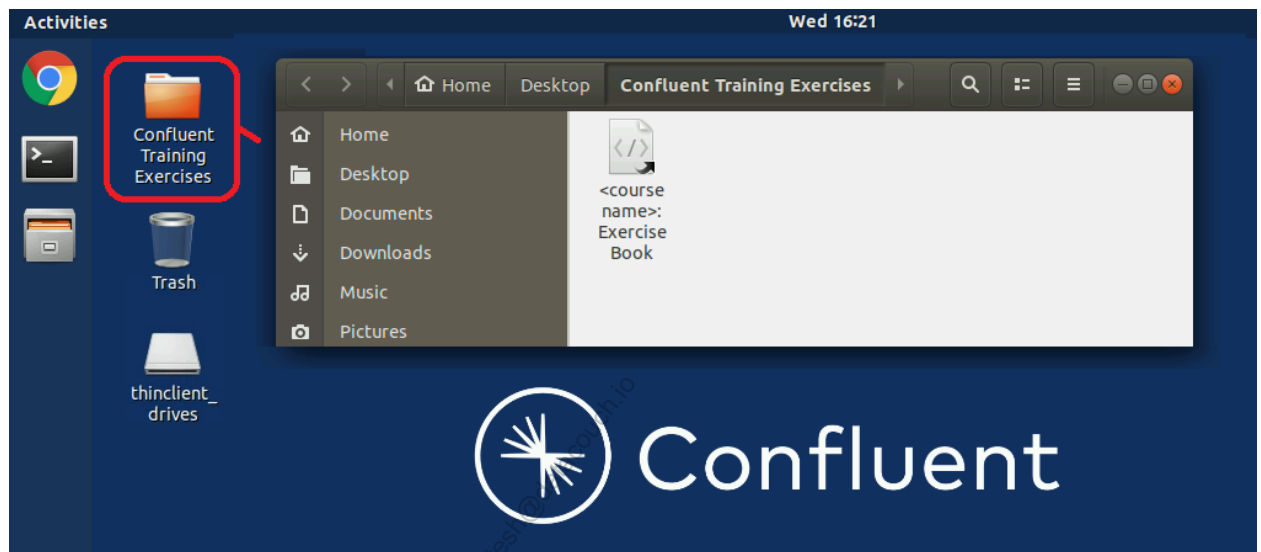 Activities
Wed 16:21
Confluent
Training
Exercises
Trash
thinclient_
drives
Home
Desktop
Confluent Training Exercises
Home
Desktop
Documents
Downloads
Music
Pictures
<course
name>:
Exercise
Book
Confluent